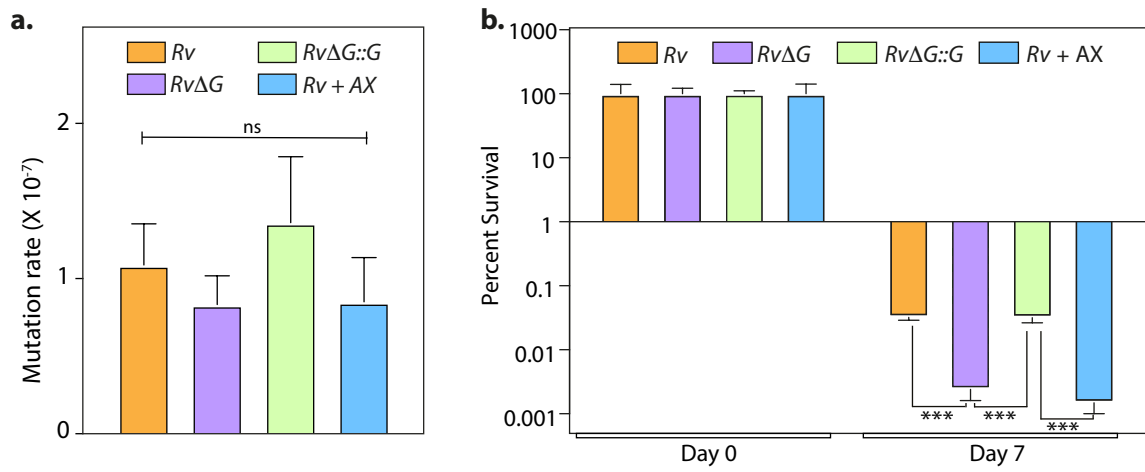 a.
Rv
RvΔG::G
RvΔG
Rv + AX
2
ns
1
0
Mutation rate (X 10-7)
b.
1000
Rv
RvΔG
RvΔG::G
Rv + AX
100
10
1
0.1
0.01
0.001
Percent Survival
***
***
***
Day 0
Day 7